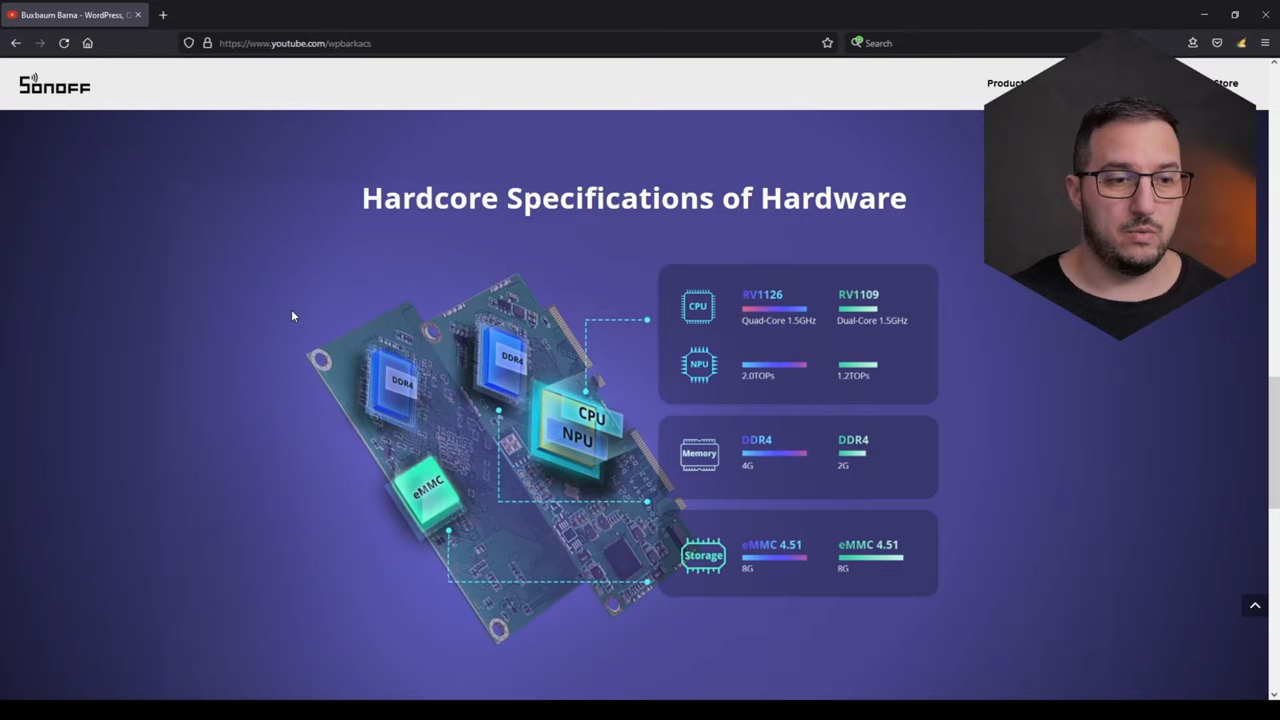 Buxbaum Barna - WordPress, C
https://www.youtube.com/wpbarkacs
Search
SONOFF
Product
Store
Hardcore Specifications of Hardware
CPU
RV1126
RV1109
Quad-Core 1.5GHz
Dual-Core 1.5GHz
NPU
2.0TOPs
1.2TOPs
DDR4
DDR4
CPU
NPU
eMMC
Memory
DDR4
DDR4
4G
2G
Storage
eMMC 4.51
eMMC 4.51
8G
8G